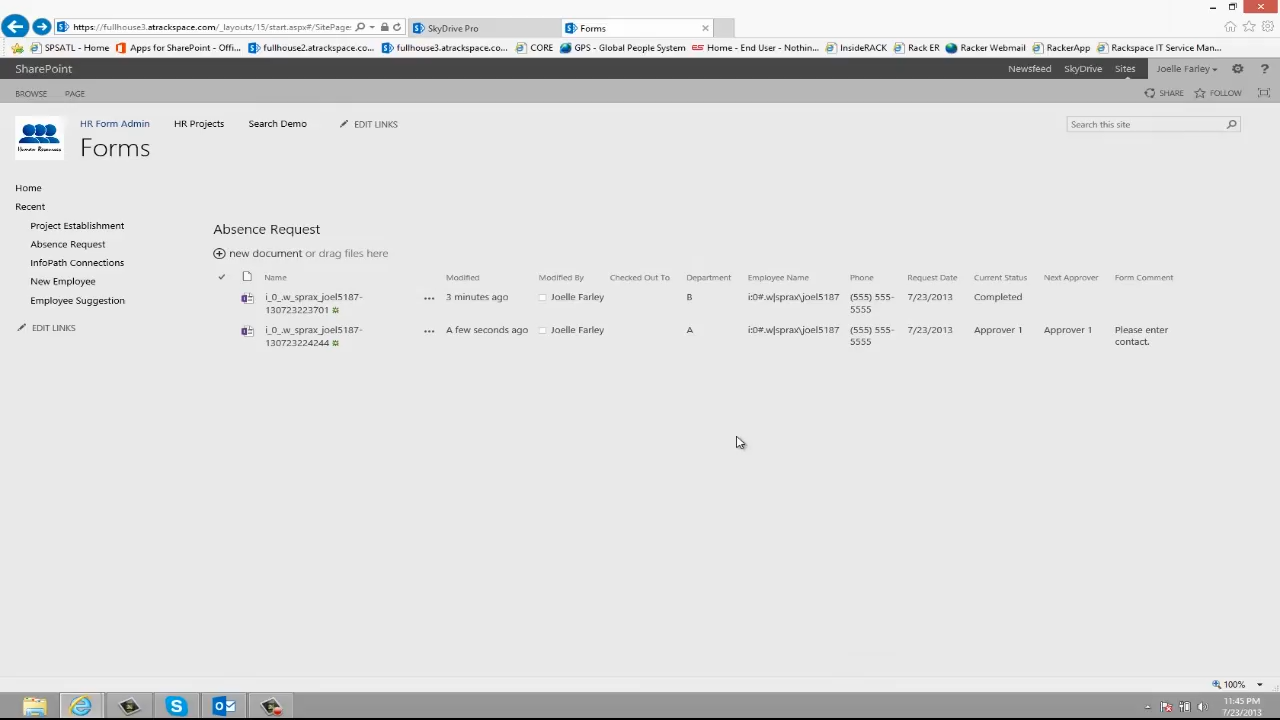 https://fullhouse3.atrackspace.com/_layouts/15/start.aspx#/SitePage:
SkyDrive Pro
Forms
SPSATL - Home
Apps for SharePoint - Offi...
fullhouse2.atrackspace.co...
fullhouse3.atrackspace.co...
CORE
GPS - Global People System
Home - End User - Nothin...
InsideRACK
Rack ER
Racker Webmail
RackerApp
Rackspace IT Service Man...
SharePoint
Newsfeed
SkyDrive
Sites
Joelle Farley
?
BROWSE
PAGE
SHARE
FOLLOW
Human Resources
HR Form Admin
HR Projects
Search Demo
EDIT LINKS
Search this site
Forms
Home
Recent
Project Establishment
Absence Request
InfoPath Connections
New Employee
Employee Suggestion
EDIT LINKS
Absence Request
new document or drag files here
Name Modified Modified By Checked Out To Department Employee Name Phone Request Date Current Status Next Approver Form Comment
i_0_.w_sprax_joel5187- ... 3 minutes ago Joelle Farley B i:0#.w|sprax\joel5187 (555) 555- 7/23/2013 Completed
130723223701 5555
i_0_.w_sprax_joel5187- ... A few seconds ago Joelle Farley A i:0#.w|sprax\joel5187 (555) 555- 7/23/2013 Approver 1 Approver 1 Please enter
130723224244 5555 contact.
100%
11:45 PM
7/23/2013